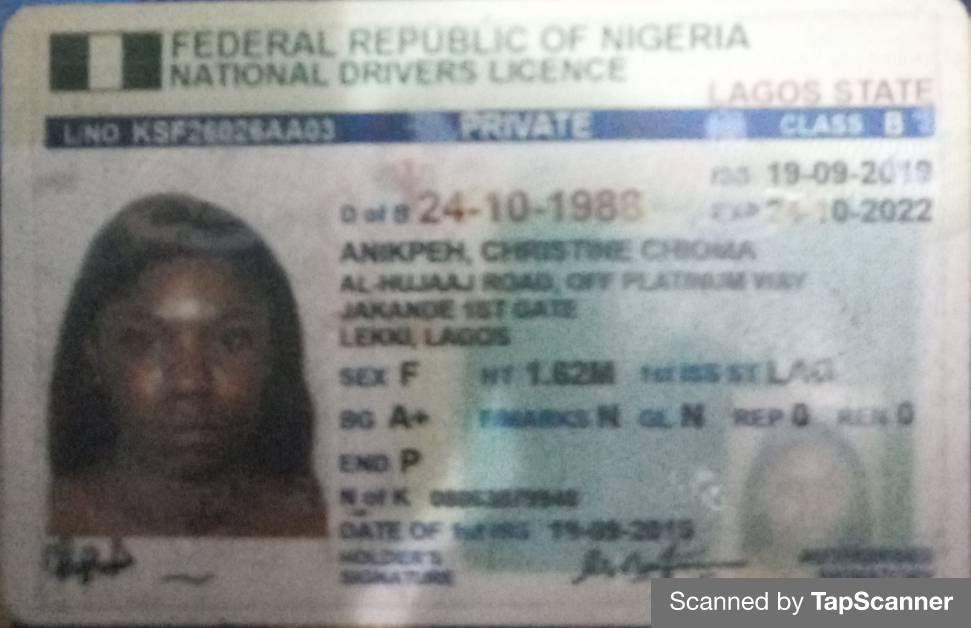 FEDERAL REPUBLIC OF NIGERIA
NATIONAL DRIVERS LICENCE
LAGOS STATE
L/NO KSF26026AA03 PRIVATE CLASS B
ISS 19-09-2019
D of B 24-10-1988 EXP 24-10-2022
ANIKPEH, CHRISTINE CHIOMA
AL-HUJAAJ ROAD, OFF PLATINUM WAY
JAKANDE 1ST GATE
LEKKI, LAGOS
SEX F HT 1.62M 1st ISS ST LAG
BG A+ F/MARKS N GL N REP 0 REN 0
END P
N of K
DATE OF 1st ISS 19-09-2019
HOLDER'S
SIGNATURE
AUTHORISED
SIGNATORY
Scanned by TapScanner